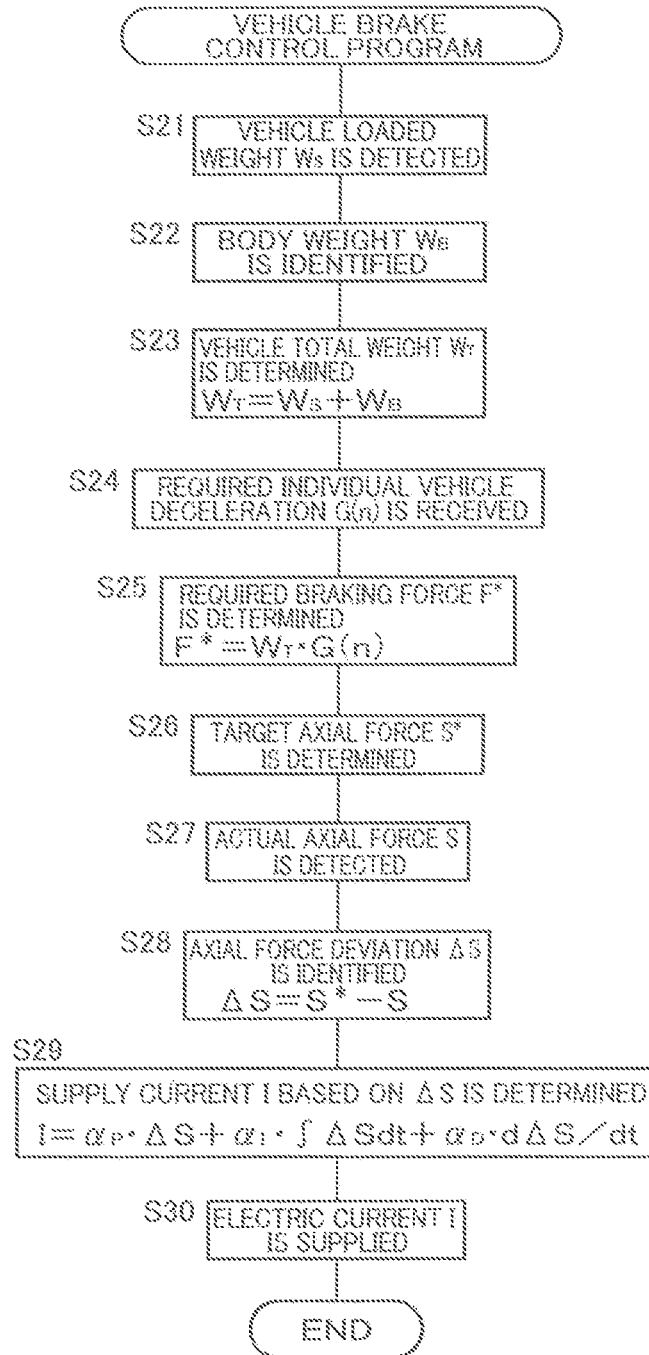 VEHICLE BRAKE
CONTROL PROGRAM
S21
VEHICLE LOADED
WEIGHT Ws IS DETECTED
S22
BODY WEIGHT WB
IS IDENTIFIED
S23
VEHICLE TOTAL WEIGHT WT
IS DETERMINED
WT=WS+WB
S24
REQUIRED INDIVIDUAL VEHICLE
DECELERATION G(n) IS RECEIVED
S25
REQUIRED BRAKING FORCE F*
IS DETERMINED
F*=WT·G(n)
S26
TARGET AXIAL FORCE S*
IS DETERMINED
S27
ACTUAL AXIAL FORCE S
IS DETECTED
S28
AXIAL FORCE DEVIATION ΔS
IS IDENTIFIED
ΔS=S*-S
S29
SUPPLY CURRENT I BASED ON ΔS IS DETERMINED
I=αP·ΔS+αI·∫ΔSdt+αD·dΔS/dt
S30
ELECTRIC CURRENT I
IS SUPPLIED
END